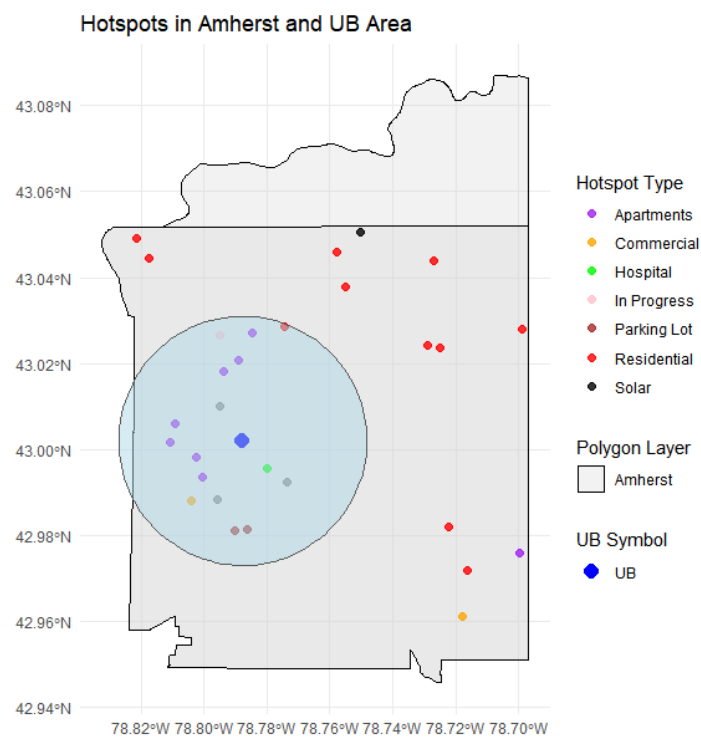 Hotspots in Amherst and UB Area
43.08°N
43.06°N
43.04°N
43.02°N
43.00°N
42.98°N
42.96°N
42.94°N
78.82°W 78.80°W 78.78°W 78.76°W 78.74°W 78.72°W 78.70°W
Hotspot Type
Apartments
Commercial
Hospital
In Progress
Parking Lot
Residential
Solar
Polygon Layer
Amherst
UB Symbol
UB